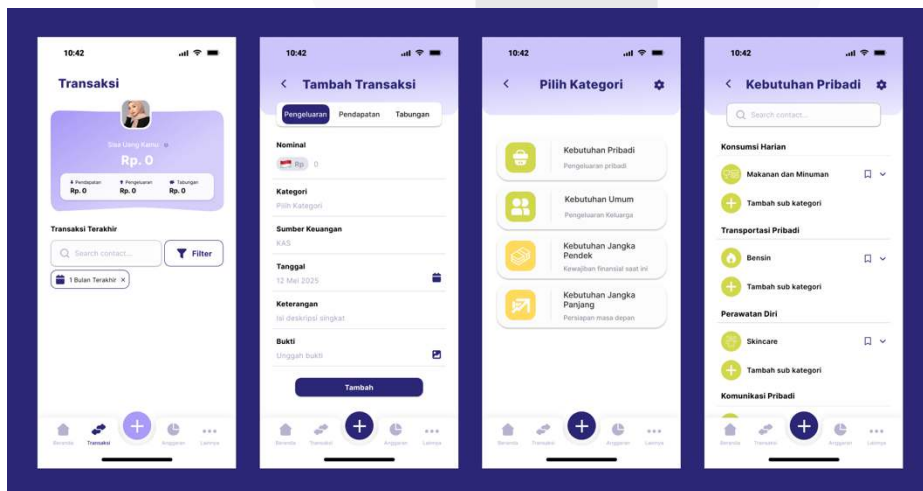 10:42
Transaksi
Sisa Uang Kamu
Rp. 0
Pendapatan Pengeluaran Tabungan
Rp. 0 Rp. 0 Rp. 0
Transaksi Terakhir
Search contact...
Filter
1 Bulan Terakhir ×
Beranda Transaksi Anggaran Lainnya
10:42
Tambah Transaksi
Pengeluaran Pendapatan Tabungan
Nominal
Rp 0
Kategori
Pilih Kategori
Sumber Keuangan
KAS
Tanggal
12 Mei 2025
Keterangan
Isi deskripsi singkat
Bukti
Unggah bukti
Tambah
Beranda Transaksi Anggaran Lainnya
10:42
Pilih Kategori
Kebutuhan Pribadi
Pengeluaran pribadi
Kebutuhan Umum
Pengeluaran Keluarga
Kebutuhan Jangka
Pendek
Kewajiban finansial saat ini
Kebutuhan Jangka
Panjang
Persiapan masa depan
Beranda Transaksi Anggaran Lainnya
10:42
Kebutuhan Pribadi
Search contact...
Konsumsi Harian
Makanan dan Minuman
Tambah sub kategori
Transportasi Pribadi
Bensin
Tambah sub kategori
Perawatan Diri
Skincare
Tambah sub kategori
Komunikasi Pribadi
Beranda Transaksi Anggaran Lainnya